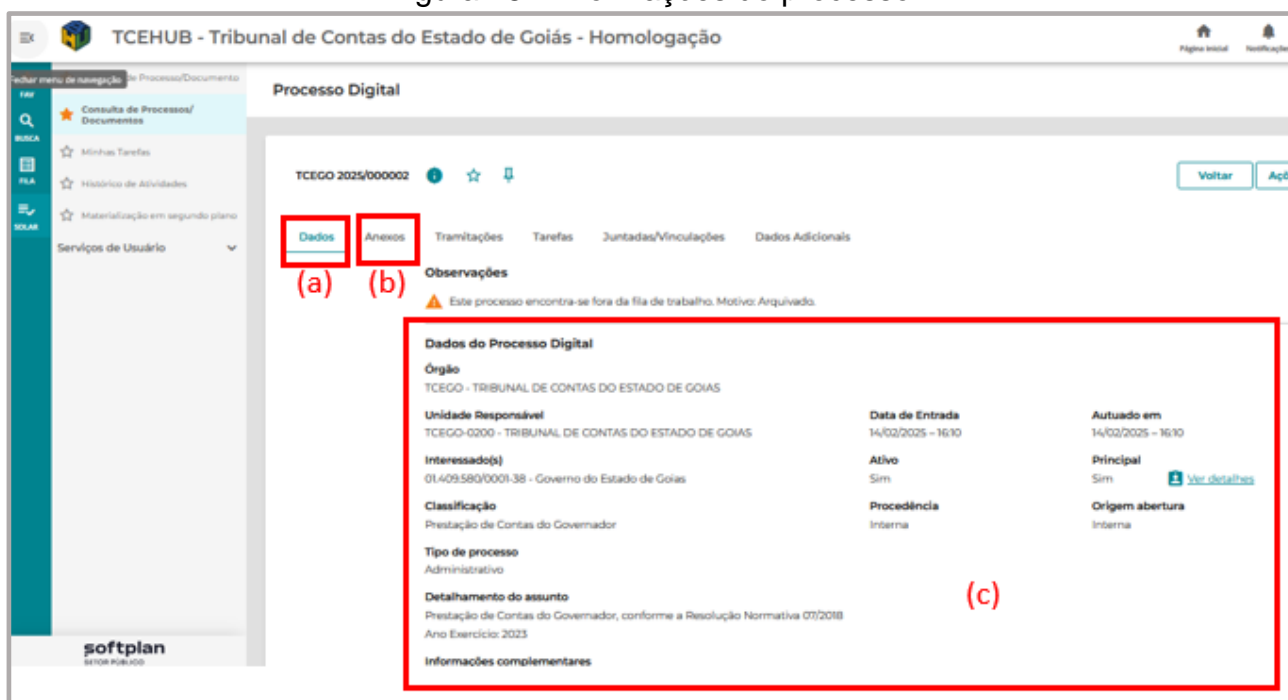 TCEHUB - Tribunal de Contas do Estado de Goiás - Homologação
Página inicial
Notificações
Fechar menu de navegação
de Processo/Documento
FAV
Consulta de Processos/
Documentos
BUSCA
Minhas Tarefas
FILA
Histórico de Atividades
SOLAR
Materialização em segundo plano
Serviços de Usuário
softplan
SETOR PÚBLICO
Processo Digital
TCEGO 2025/000002
Voltar
Dados Anexos Tramitações Tarefas Juntadas/Vinculações Dados Adicionais
(a) (b)
Observações
Este processo encontra-se fora da fila de trabalho. Motivo: Arquivado.
Dados do Processo Digital
Órgão
TCEGO - TRIBUNAL DE CONTAS DO ESTADO DE GOIAS
Unidade Responsável Data de Entrada Autuado em
TCEGO-0200 - TRIBUNAL DE CONTAS DO ESTADO DE GOIAS 14/02/2025 – 16:10 14/02/2025 – 16:10
Interessado(s) Ativo Principal
01.409.580/0001-38 - Governo do Estado de Goias Sim Sim Ver detalhes
Classificação Procedência Origem abertura
Prestação de Contas do Governador Interna Interna
Tipo de processo
Administrativo
Detalhamento do assunto
Prestação de Contas do Governador, conforme a Resolução Normativa 07/2018
Ano Exercício: 2023
(c)
Informações complementares